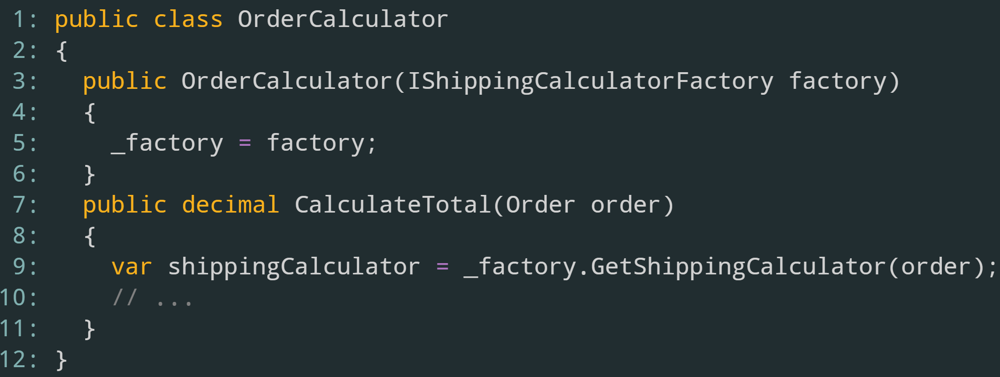 1: public class OrderCalculator
2: {
3:   public OrderCalculator(IShippingCalculatorFactory factory)
4:   {
5:     _factory = factory;
6:   }
7:   public decimal CalculateTotal(Order order)
8:   {
9:     var shippingCalculator = _factory.GetShippingCalculator(order);
10:     // ...
11:   }
12: }